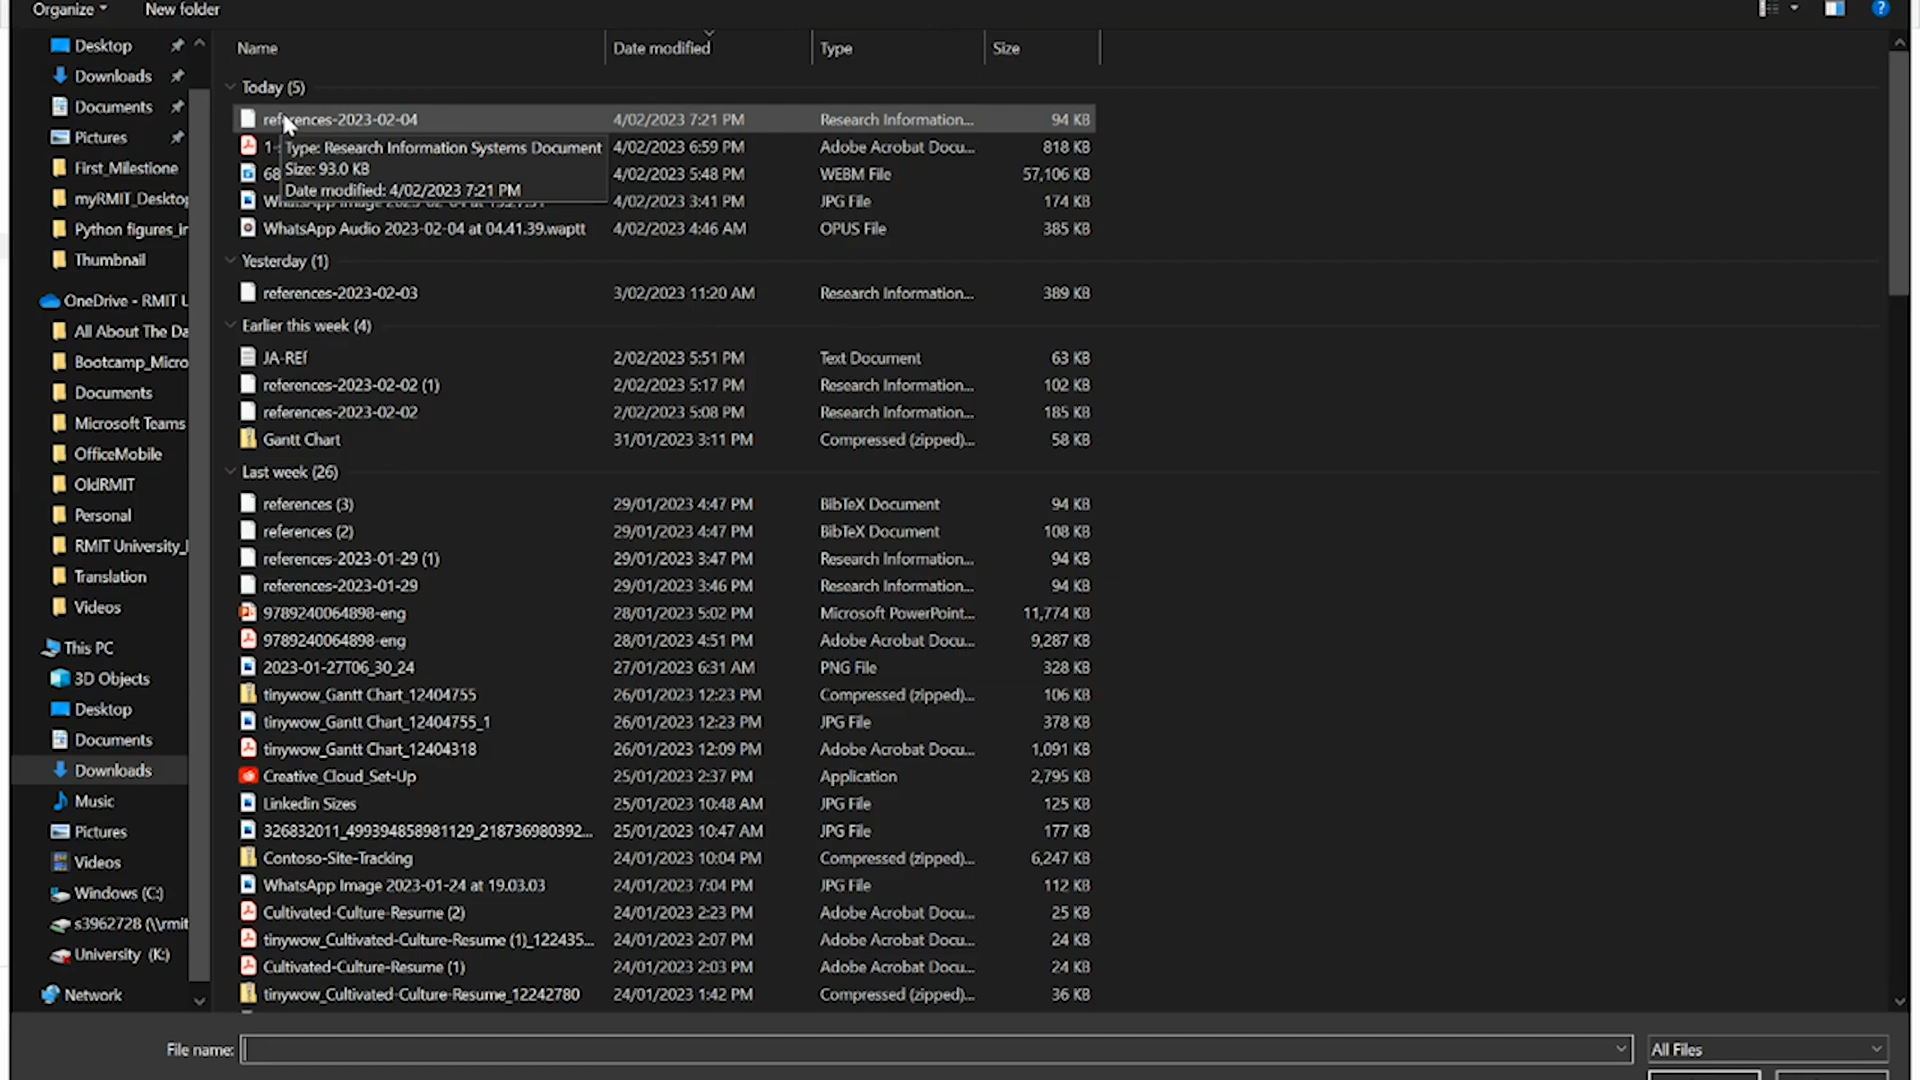 Organize New folder
Name Date modified Type Size
Today (5)
references-2023-02-04 4/02/2023 7:21 PM Research Information... 94 KB
1- 4/02/2023 6:59 PM Adobe Acrobat Docu... 818 KB
Type: Research Information Systems Document
68 4/02/2023 5:48 PM WEBM File 57,106 KB
Size: 93.0 KB
Date modified: 4/02/2023 7:21 PM
WhatsApp Image 4/02/2023 3:41 PM JPG File 174 KB
WhatsApp Audio 2023-02-04 at 04.41.39.waptt 4/02/2023 4:46 AM OPUS File 385 KB
Yesterday (1)
references-2023-02-03 3/02/2023 11:20 AM Research Information... 389 KB
Earlier this week (4)
JA-REf 2/02/2023 5:51 PM Text Document 63 KB
references-2023-02-02 (1) 2/02/2023 5:17 PM Research Information... 102 KB
references-2023-02-02 2/02/2023 5:08 PM Research Information... 185 KB
Gantt Chart 31/01/2023 3:11 PM Compressed (zipped)... 58 KB
Last week (26)
references (3) 29/01/2023 4:47 PM BibTeX Document 94 KB
references (2) 29/01/2023 4:47 PM BibTeX Document 108 KB
references-2023-01-29 (1) 29/01/2023 3:47 PM Research Information... 94 KB
references-2023-01-29 29/01/2023 3:46 PM Research Information... 94 KB
9789240064898-eng 28/01/2023 5:02 PM Microsoft PowerPoint... 11,774 KB
9789240064898-eng 28/01/2023 4:51 PM Adobe Acrobat Docu... 9,287 KB
2023-01-27T06_30_24 27/01/2023 6:31 AM PNG File 328 KB
tinywow_Gantt Chart_12404755 26/01/2023 12:23 PM Compressed (zipped)... 106 KB
tinywow_Gantt Chart_12404755_1 26/01/2023 12:23 PM JPG File 378 KB
tinywow_Gantt Chart_12404318 26/01/2023 12:09 PM Adobe Acrobat Docu... 1,091 KB
Creative_Cloud_Set-Up 25/01/2023 2:37 PM Application 2,795 KB
Linkedin Sizes 25/01/2023 10:48 AM JPG File 125 KB
326832011_499394858981129_218736980392... 25/01/2023 10:47 AM JPG File 177 KB
Contoso-Site-Tracking 24/01/2023 10:04 PM Compressed (zipped)... 6,247 KB
WhatsApp Image 2023-01-24 at 19.03.03 24/01/2023 7:04 PM JPG File 112 KB
Cultivated-Culture-Resume (2) 24/01/2023 2:23 PM Adobe Acrobat Docu... 25 KB
tinywow_Cultivated-Culture-Resume (1)_122435... 24/01/2023 2:07 PM Adobe Acrobat Docu... 24 KB
Cultivated-Culture-Resume (1) 24/01/2023 2:03 PM Adobe Acrobat Docu... 24 KB
tinywow_Cultivated-Culture-Resume_12242780 24/01/2023 1:42 PM Compressed (zipped)... 36 KB
Desktop
Downloads
Documents
Pictures
First_Milestione
myRMIT_Desktop
Python figures_in
Thumbnail
OneDrive - RMIT U
All About The Da
Bootcamp_Micro
Documents
Microsoft Teams
OfficeMobile
OldRMIT
Personal
RMIT University_
Translation
Videos
This PC
3D Objects
Desktop
Documents
Downloads
Music
Pictures
Videos
Windows (C:)
s3962728 (\\rmit
University (K:)
Network
File name: All Files